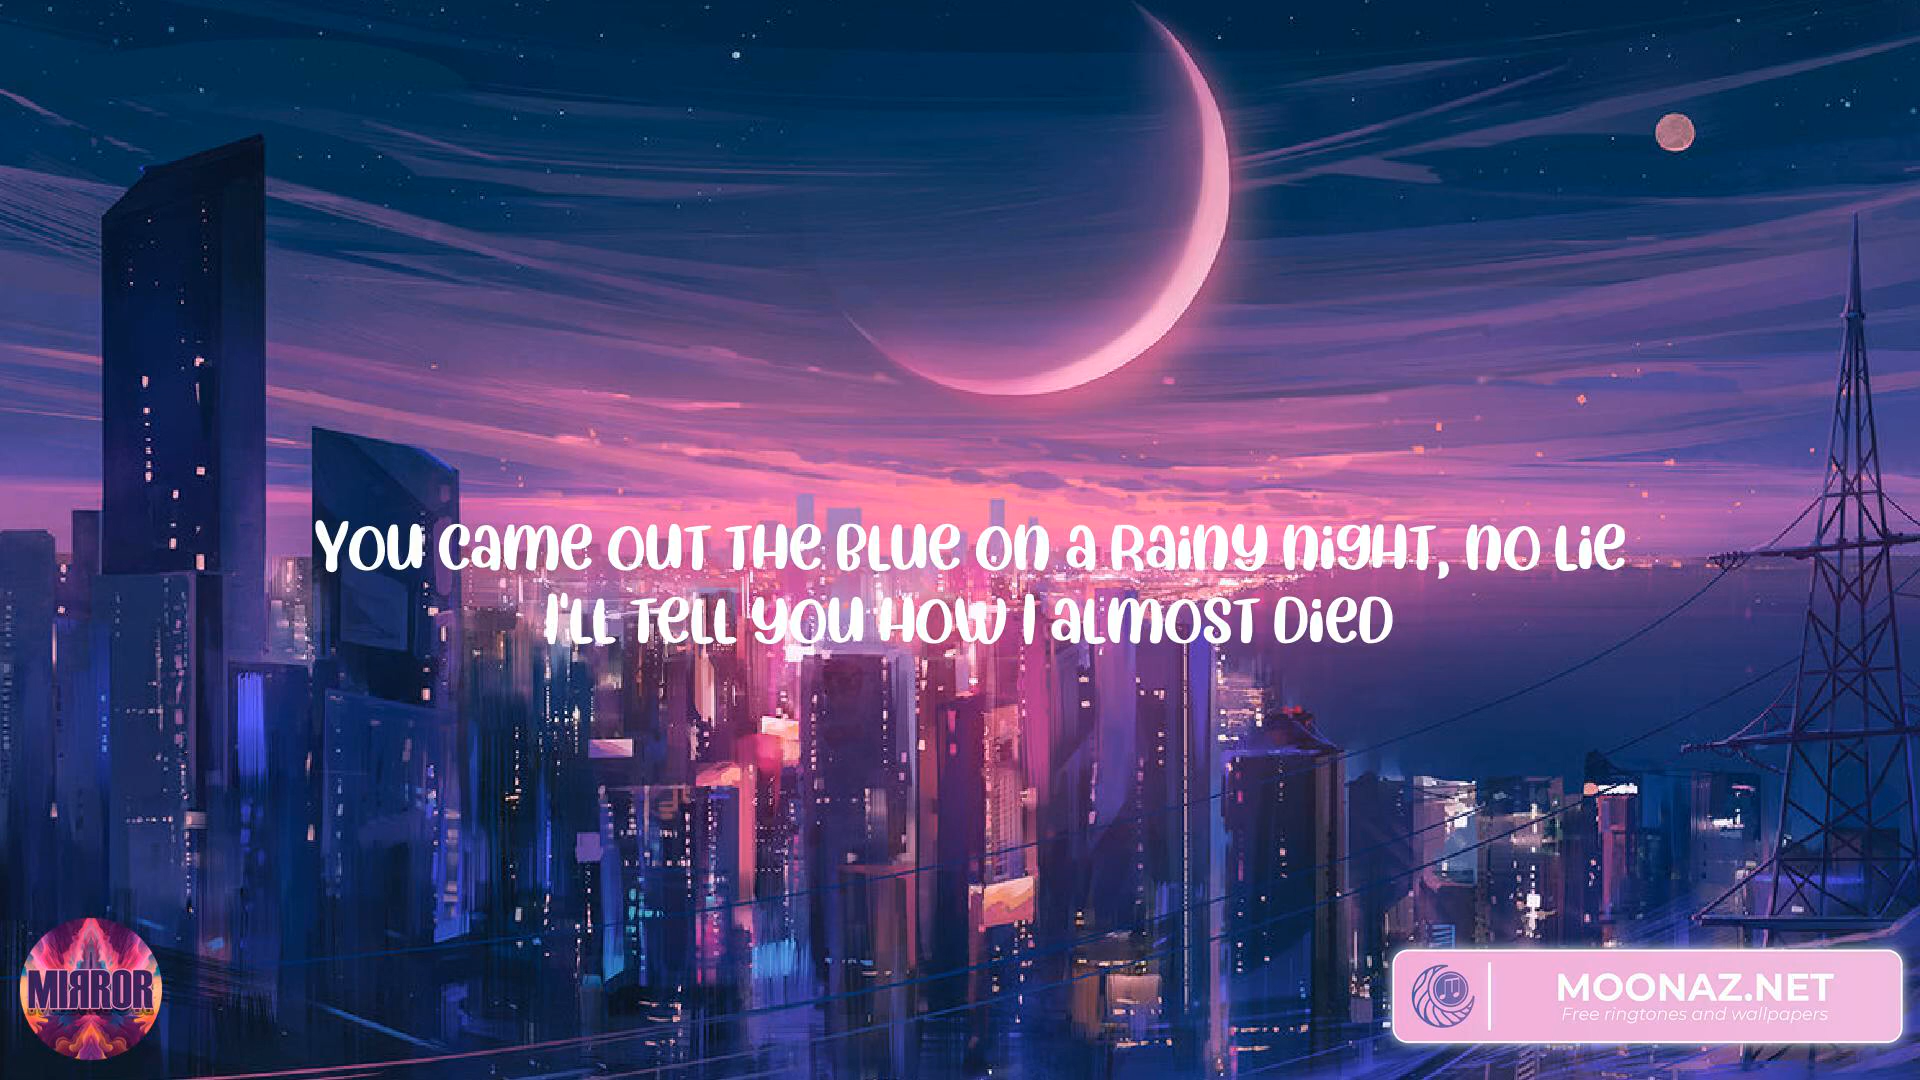 You came out the blue on a rainy night, no lie
I'll tell you how I almost died
MIRROR
MOONAZ.NET
Free ringtones and wallpapers